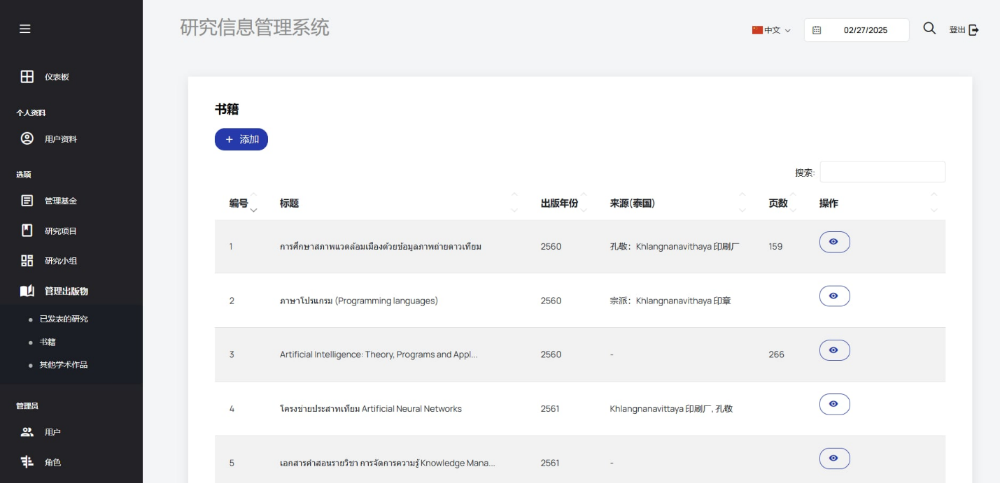 研究信息管理系统
中文
02/27/2025
登出
仪表板
个人资料
用户资料
选项
管理基金
研究项目
研究小组
管理出版物
已发表的研究
书籍
其他学术作品
管理员
用户
角色
书籍
+ 添加
搜索:
编号 标题 出版年份 来源(泰国) 页数 操作
1 การศึกษาสภาพแวดล้อมเมืองด้วยข้อมูลภาพถ่ายดาวเทียม 2560 孔敬：Khlangnanavithaya 印刷厂 159
2 ภาษาโปรแกรม (Programming languages) 2560 宗派：Khlangnanavithaya 印章
3 Artificial Intelligence: Theory, Programs and Appl... 2560 - 266
4 โครงข่ายประสาทเทียม Artificial Neural Networks 2561 Khlangnanavittaya 印刷厂, 孔敬
5 เอกสารคำสอนรายวิชา การจัดการความรู้ Knowledge Mana... 2561 -